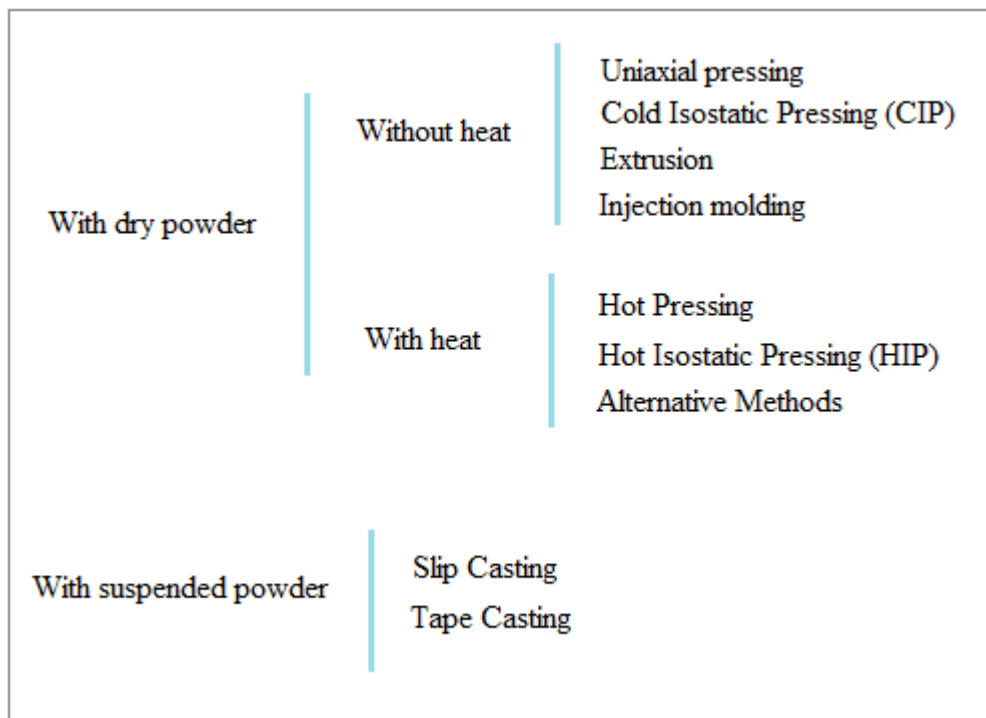 With dry powder
Without heat
Uniaxial pressing
Cold Isostatic Pressing (CIP)
Extrusion
Injection molding
With heat
Hot Pressing
Hot Isostatic Pressing (HIP)
Alternative Methods
With suspended powder
Slip Casting
Tape Casting